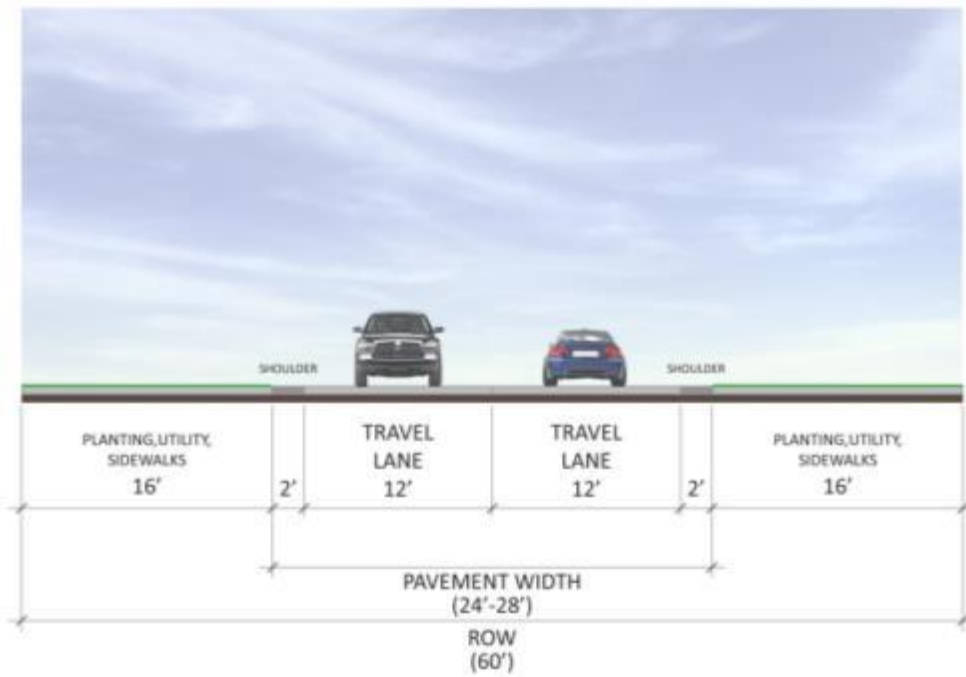 SHOULDER
SHOULDER
PLANTING,UTILITY,
SIDEWALKS
16'
2'
TRAVEL
LANE
12'
TRAVEL
LANE
12'
2'
PLANTING,UTILITY,
SIDEWALKS
16'
PAVEMENT WIDTH
(24'-28')
ROW
(60')